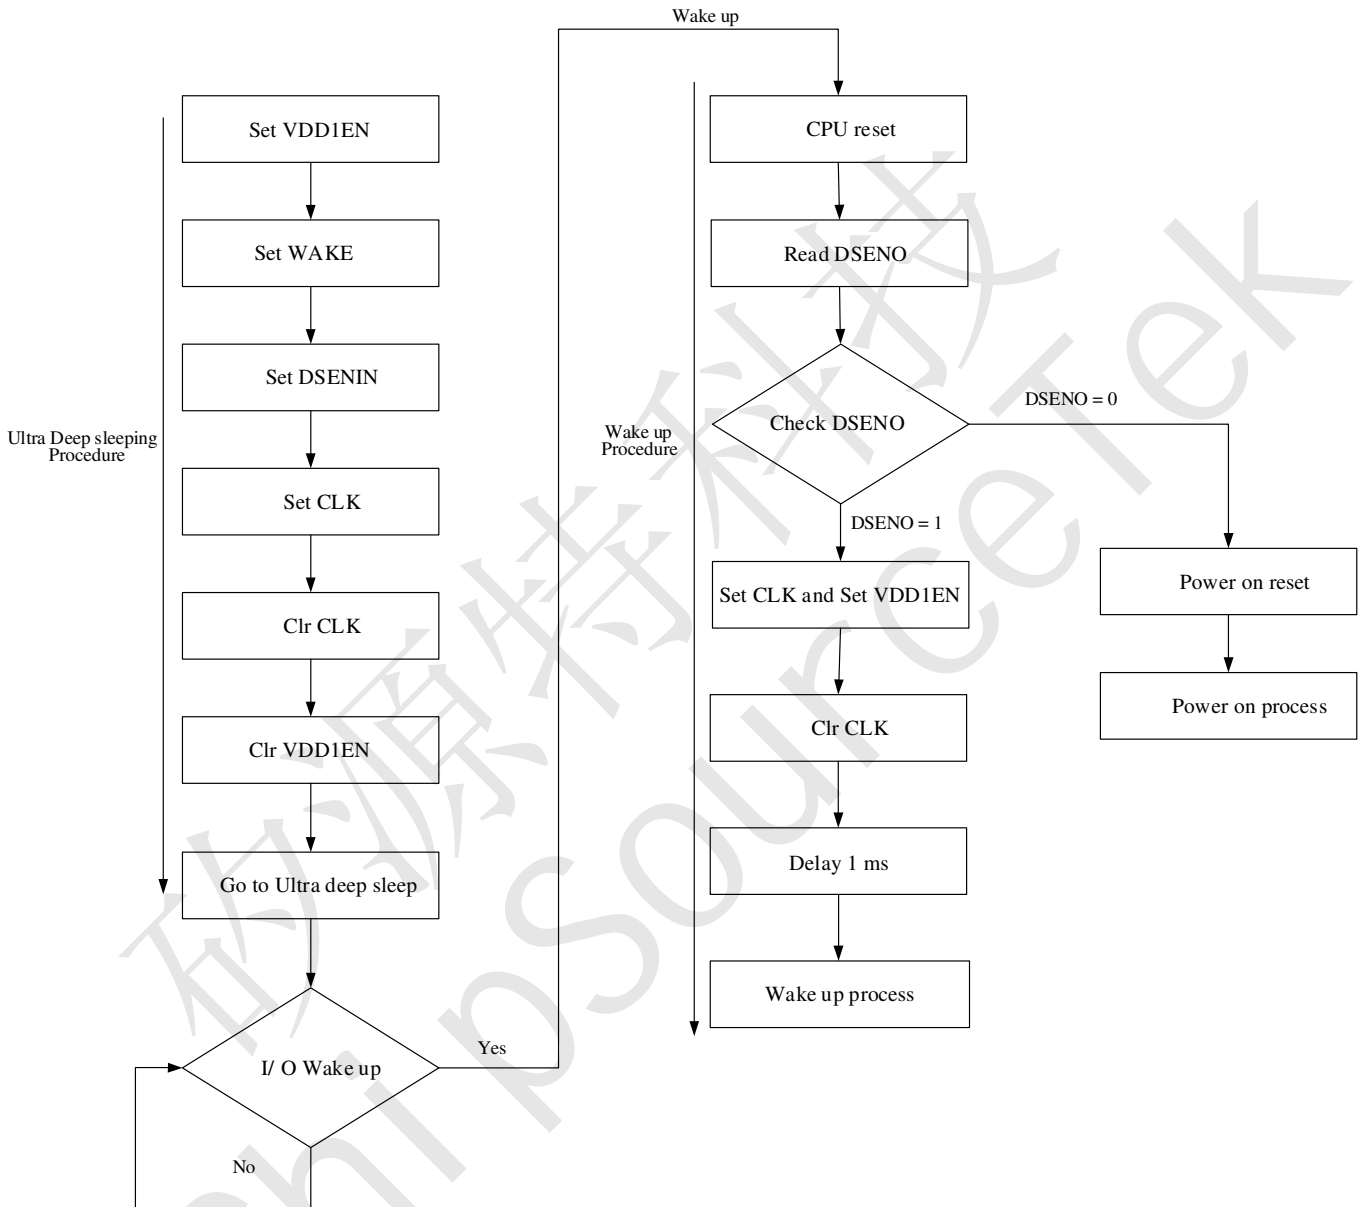 Wake up
Set VDD1EN
Set WAKE
Set DSENIN
Ultra Deep sleeping
Procedure
Set CLK
Clr CLK
Clr VDD1EN
Go to Ultra deep sleep
I/ O Wake up
Yes
No
CPU reset
Read DSENO
Check DSENO
Wake up
Procedure
DSENO = 0
DSENO = 1
Set CLK and Set VDD1EN
Clr CLK
Delay 1 ms
Wake up process
Power on reset
Power on process
矽源特科技
hipSourceTek